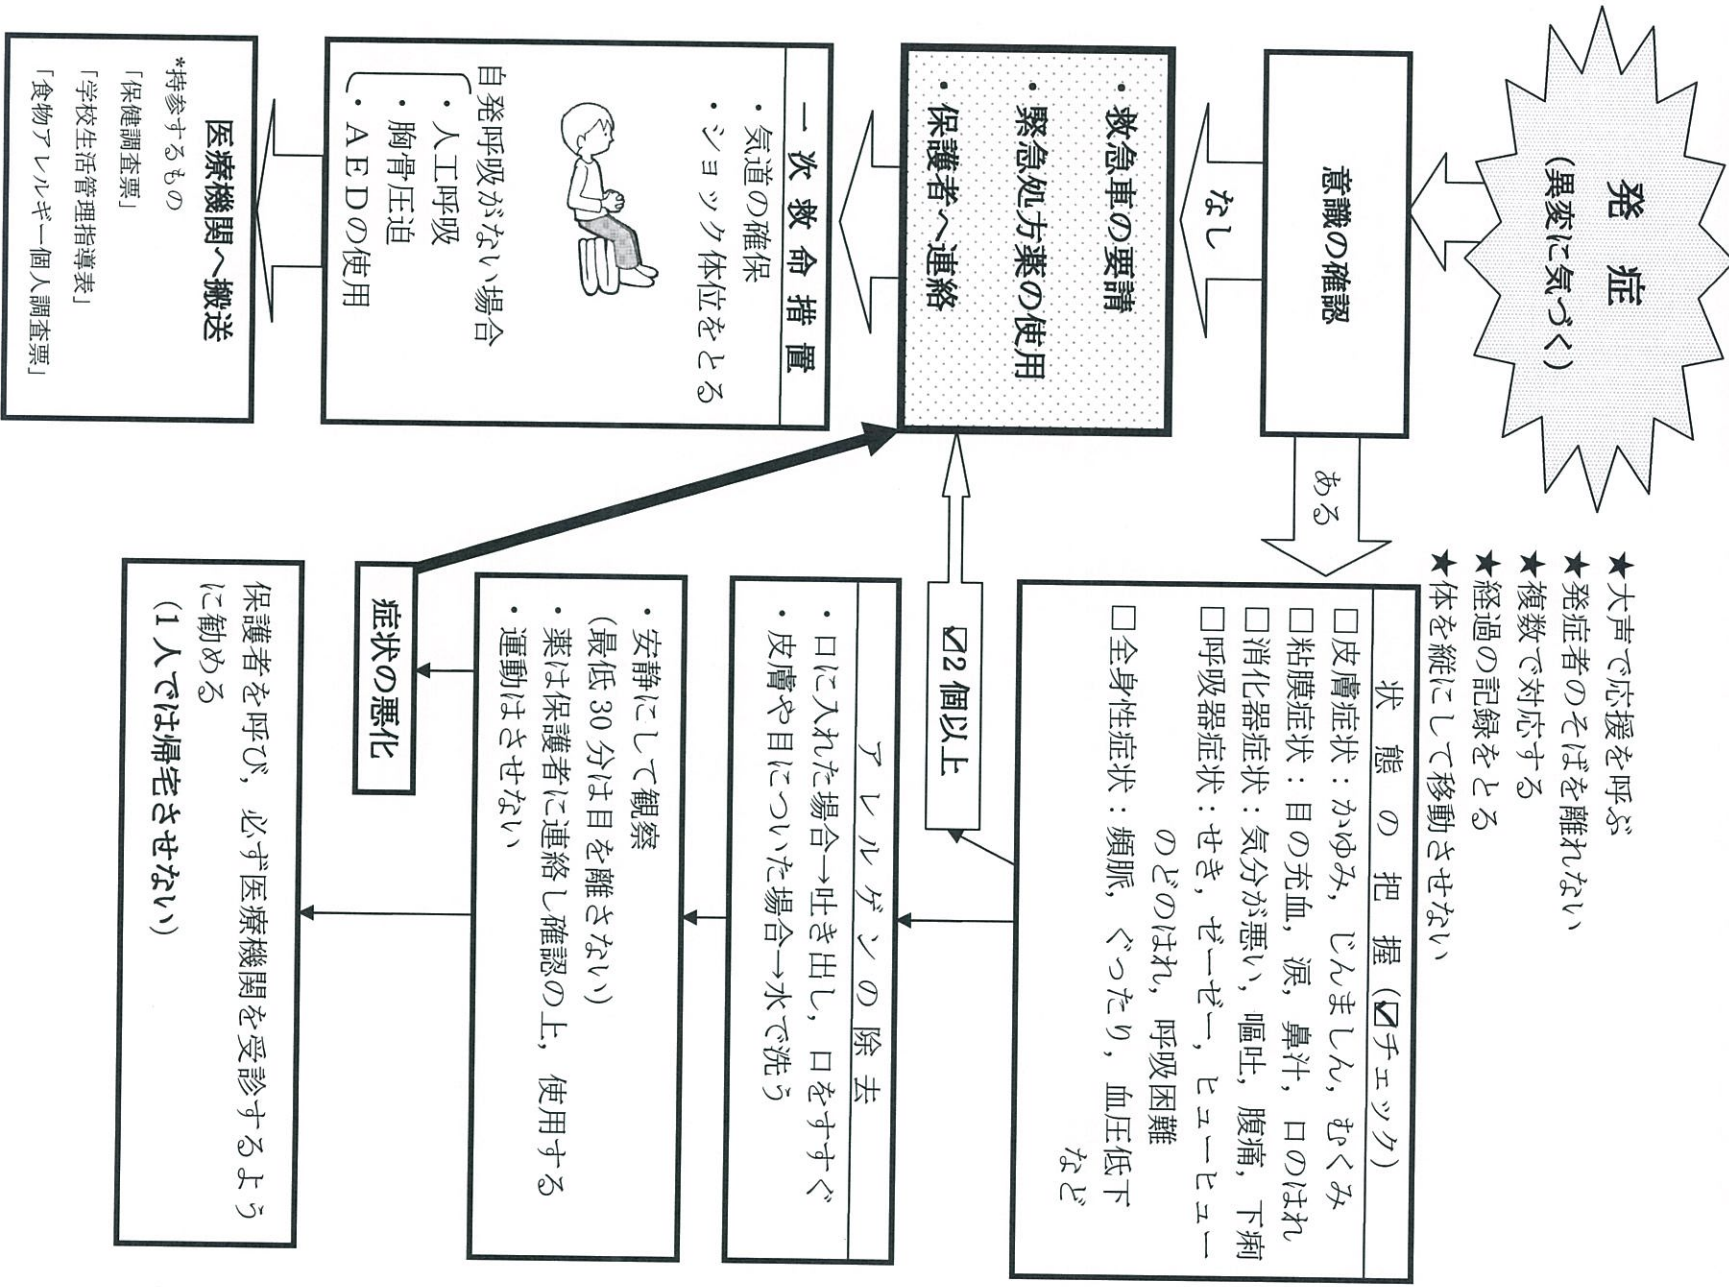 発症
(異変に気づく)
★大声で応援を呼ぶ
★発症者のそばを離れない
★複数で対応する
★経過の記録をとる
★体を縦にして移動させない
意識の確認
ある
なし
状態の把握(☑チェック)
□皮膚症状：かゆみ，じんましん，むくみ
□粘膜症状：目の充血，涙，鼻汁，口のはれ
□消化器症状：気分が悪い，嘔吐，腹痛，下痢
□呼吸器症状：せき，ゼーゼー，ヒューヒュー
のどのはれ，呼吸困難
□全身性症状：頻脈，ぐったり，血圧低下
など
・救急車の要請
・緊急処方薬の使用
・保護者へ連絡
☑2個以上
アレルゲンの除去
・口に入れた場合→吐き出し，口をすすぐ
・皮膚や目についた場合→水で洗う
一次救命措置
・気道の確保
・ショック体位をとる
自発呼吸がない場合
・人工呼吸
・胸骨圧迫
・AEDの使用
・安静にして観察
(最低30分は目を離さない)
・薬は保護者に連絡し確認の上，使用する
・運動はさせない
症状の悪化
医療機関へ搬送
*持参するもの
「保健調査票」
「学校生活管理指導表」
「食物アレルギー個人調査票」
保護者を呼び，必ず医療機関を受診するよう
に勧める
(1人では帰宅させない)